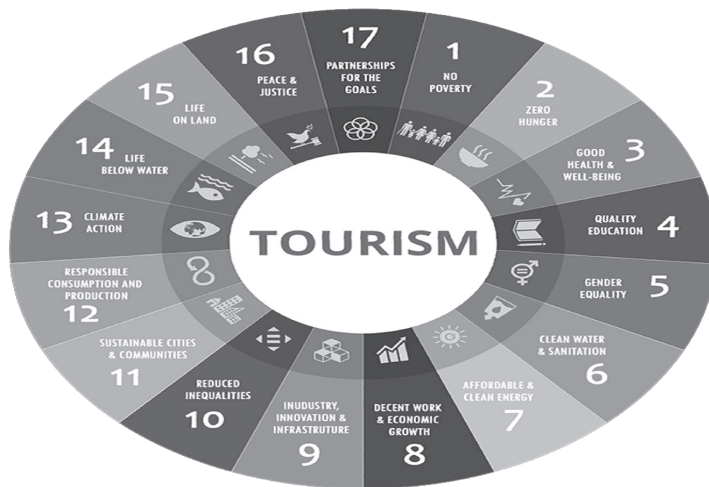 17
PARTNERSHIPS
FOR THE
GOALS
1
NO
POVERTY
2
ZERO
HUNGER
3
GOOD
HEALTH &
WELL-BEING
4
QUALITY
EDUCATION
5
GENDER
EQUALITY
CLEAN WATER
& SANITATION
6
AFFORDABLE &
CLEAN ENERGY
7
DECENT WORK
& ECONOMIC
GROWTH
8
INUDUSTRY,
INNOVATION &
INFRASTRUTURE
9
REDUCED
INEQUALITIES
10
SUSTAINABLE CITIES
& COMMUNITIES
11
RESPONSIBLE
CONSUMPTION AND
PRODUCTION
12
13
CLIMATE
ACTION
14
LIFE
BELOW WATER
15
LIFE
ON LAND
16
PEACE &
JUSTICE
TOURISM